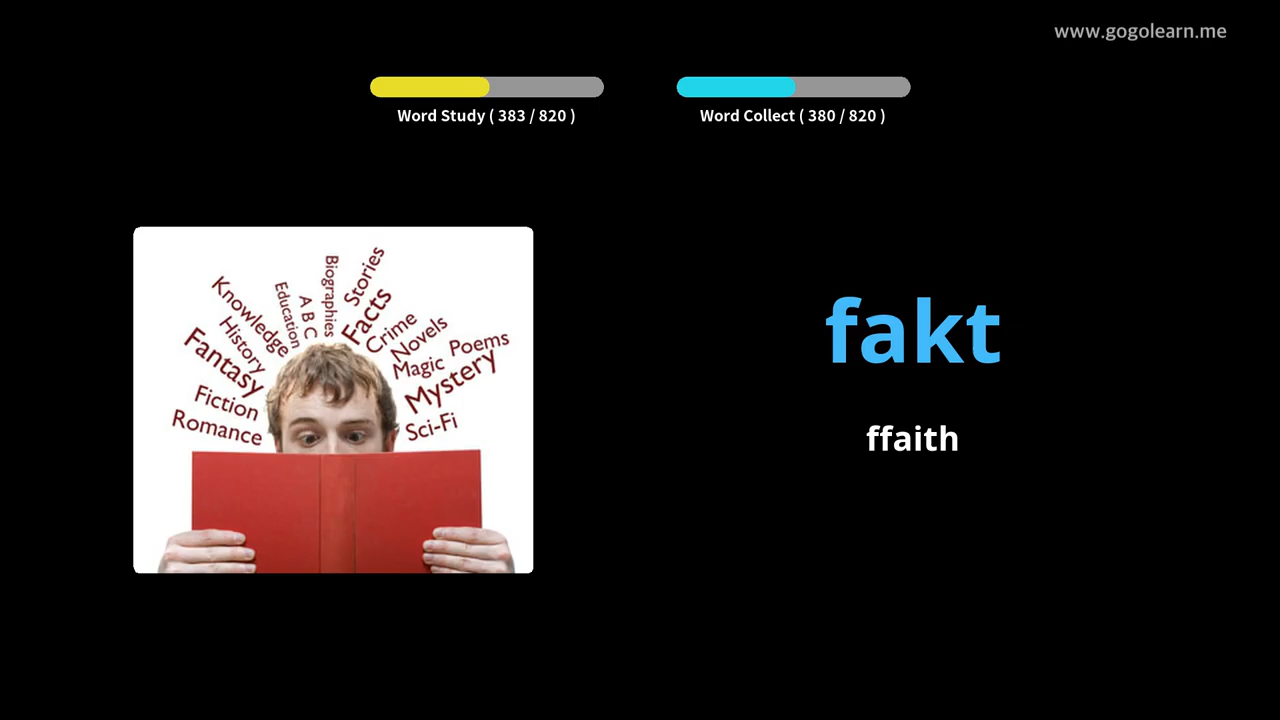 www.gogolearn.me
Word Study ( 383 / 820 )
Word Collect ( 380 / 820 )
Knowledge
History
Fantasy
Fiction
Romance
Education
A B C
Biographies
Stories
Facts
Crime
Novels
Magic
Poems
Mystery
Sci-Fi
fakt
ffaith